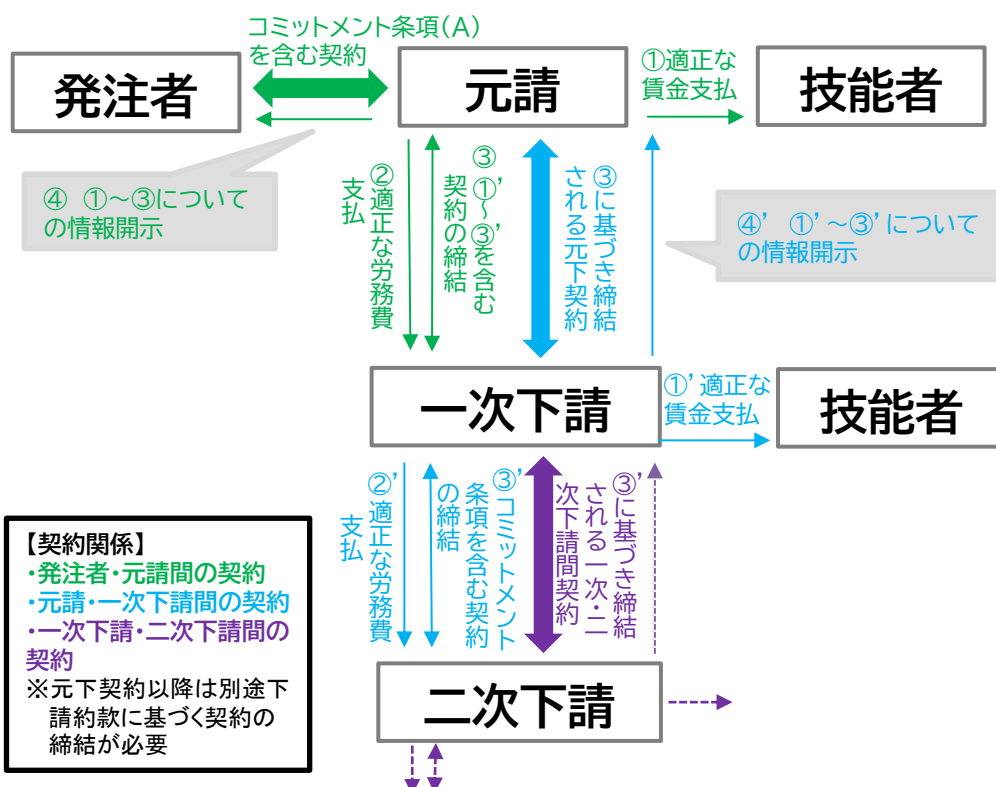 コミットメント条項(A)
を含む契約
発注者
元請
①適正な
賃金支払
技能者
④ ①～③について
の情報開示
②適正な労務費
支払
③ ①’～③’を含む
契約の締結
③に基づき締結
される元下契約
④’ ①’～③’について
の情報開示
一次下請
①’適正な
賃金支払
技能者
②’適正な労務費
支払
③’コミットメント
条項を含む契約
の締結
③’に基づき締結
される一次・二
次下請間契約
【契約関係】
・発注者・元請間の契約
・元請・一次下請間の契約
・一次下請・二次下請間の
契約
※元下契約以降は別途下
請約款に基づく契約の
締結が必要
二次下請